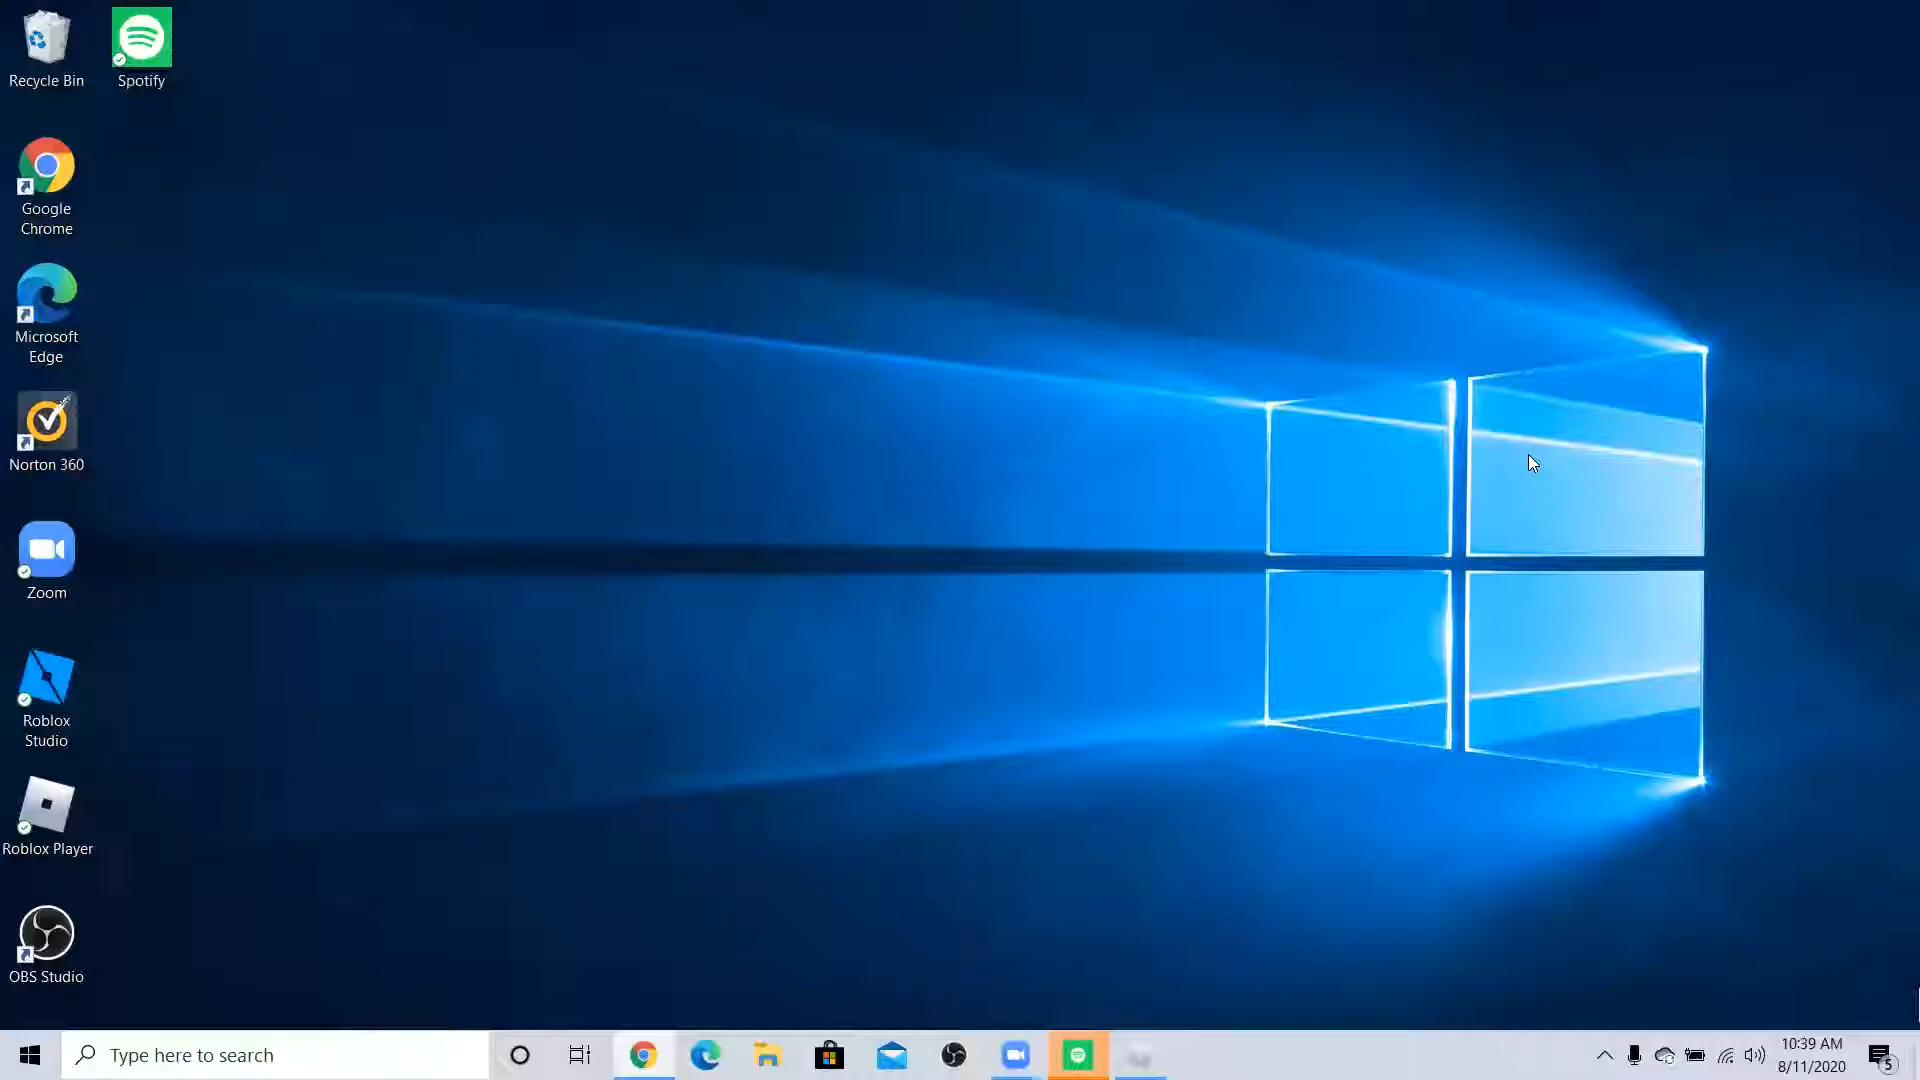 Recycle Bin
Spotify
Google
Chrome
Microsoft
Edge
Norton 360
Zoom
Roblox
Studio
Roblox Player
OBS Studio
Type here to search
10:39 AM
8/11/2020
5